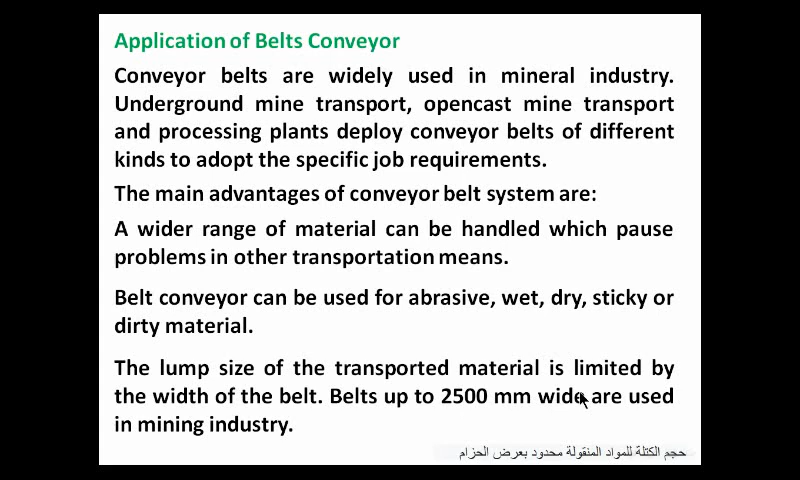 Application of Belts Conveyor
Conveyor belts are widely used in mineral industry.
Underground mine transport, opencast mine transport
and processing plants deploy conveyor belts of different
kinds to adopt the specific job requirements.
The main advantages of conveyor belt system are:
A wider range of material can be handled which pause
problems in other transportation means.
Belt conveyor can be used for abrasive, wet, dry, sticky or
dirty material.
The lump size of the transported material is limited by
the width of the belt. Belts up to 2500 mm wide are used
in mining industry.
حجم الكتلة للمواد المنقولة محدود بعرض الحزام